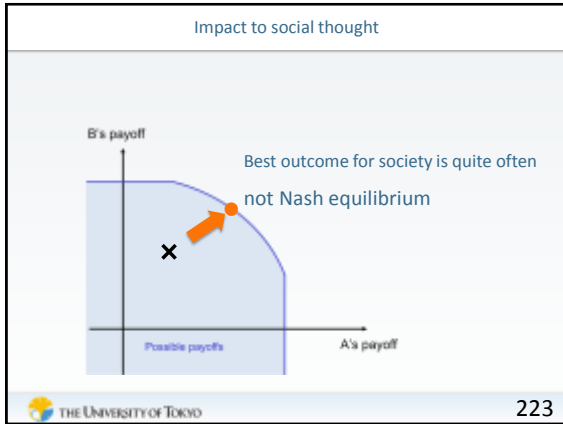 Impact to social thought
B's payoff
Best outcome for society is quite often
not Nash equilibrium
×
Possible payoffs
A's payoff
THE UNIVERSITY OF TOKYO
223